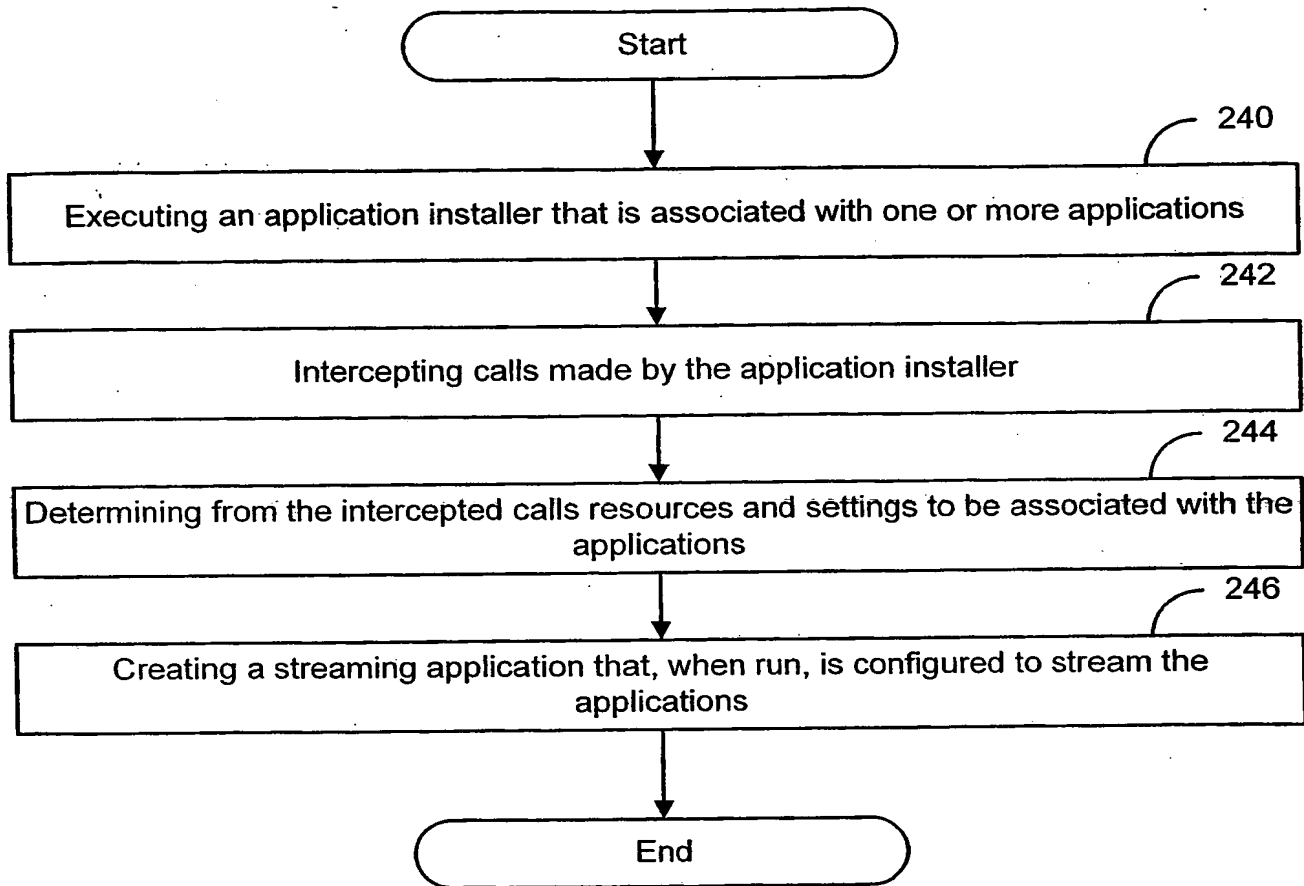 Start
240
Executing an application installer that is associated with one or more applications
242
Intercepting calls made by the application installer
244
Determining from the intercepted calls resources and settings to be associated with the
applications
246
Creating a streaming application that, when run, is configured to stream the
applications
End